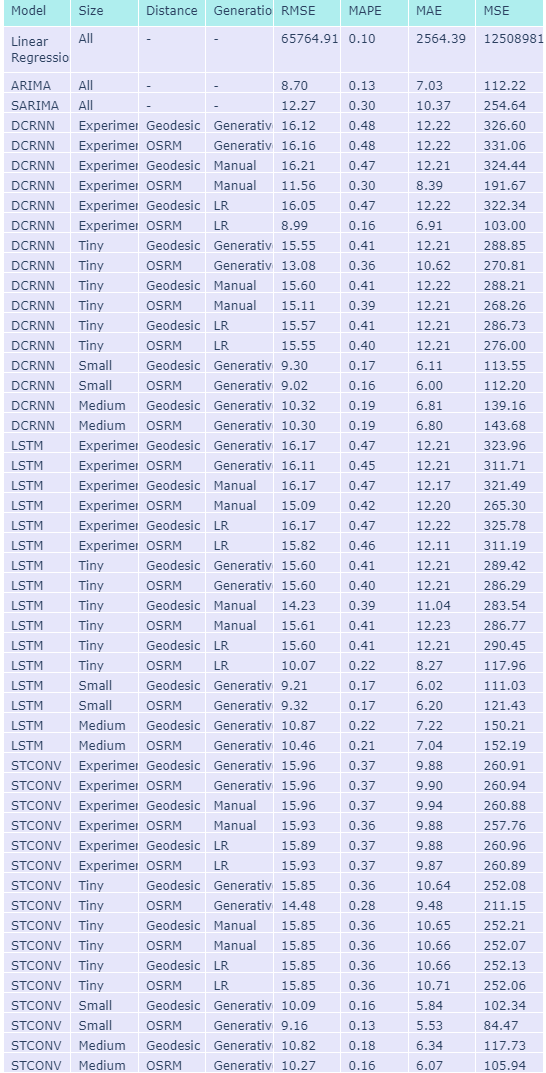 Model Size Distance Generatio RMSE MAPE MAE MSE
Linear All - - 65764.91 0.10 2564.39 12508981
Regressio
ARIMA All - - 8.70 0.13 7.03 112.22
SARIMA All - - 12.27 0.30 10.37 254.64
DCRNN Experimer Geodesic Generativ 16.12 0.48 12.22 326.60
DCRNN Experimer OSRM Generativ 16.16 0.48 12.22 331.06
DCRNN Experimer Geodesic Manual 16.21 0.47 12.21 324.44
DCRNN Experimer OSRM Manual 11.56 0.30 8.39 191.67
DCRNN Experimer Geodesic LR 16.05 0.47 12.22 322.34
DCRNN Experimer OSRM LR 8.99 0.16 6.91 103.00
DCRNN Tiny Geodesic Generativ 15.55 0.41 12.21 288.85
DCRNN Tiny OSRM Generativ 13.08 0.36 10.62 270.81
DCRNN Tiny Geodesic Manual 15.60 0.41 12.22 288.21
DCRNN Tiny OSRM Manual 15.11 0.39 12.21 268.26
DCRNN Tiny Geodesic LR 15.57 0.41 12.21 286.73
DCRNN Tiny OSRM LR 15.55 0.40 12.21 276.00
DCRNN Small Geodesic Generativ 9.30 0.17 6.11 113.55
DCRNN Small OSRM Generativ 9.02 0.16 6.00 112.20
DCRNN Medium Geodesic Generativ 10.32 0.19 6.81 139.16
DCRNN Medium OSRM Generativ 10.30 0.19 6.80 143.68
LSTM Experimer Geodesic Generativ 16.17 0.47 12.21 323.96
LSTM Experimer OSRM Generativ 16.11 0.45 12.21 311.71
LSTM Experimer Geodesic Manual 16.17 0.47 12.17 321.49
LSTM Experimer OSRM Manual 15.09 0.42 12.20 265.30
LSTM Experimer Geodesic LR 16.17 0.47 12.22 325.78
LSTM Experimer OSRM LR 15.82 0.46 12.11 311.19
LSTM Tiny Geodesic Generativ 15.60 0.41 12.21 289.42
LSTM Tiny OSRM Generativ 15.60 0.40 12.21 286.29
LSTM Tiny Geodesic Manual 14.23 0.39 11.04 283.54
LSTM Tiny OSRM Manual 15.61 0.41 12.23 286.77
LSTM Tiny Geodesic LR 15.60 0.41 12.21 290.45
LSTM Tiny OSRM LR 10.07 0.22 8.27 117.96
LSTM Small Geodesic Generativ 9.21 0.17 6.02 111.03
LSTM Small OSRM Generativ 9.32 0.17 6.20 121.43
LSTM Medium Geodesic Generativ 10.87 0.22 7.22 150.21
LSTM Medium OSRM Generativ 10.46 0.21 7.04 152.19
STCONV Experimer Geodesic Generativ 15.96 0.37 9.88 260.91
STCONV Experimer OSRM Generativ 15.96 0.37 9.90 260.94
STCONV Experimer Geodesic Manual 15.96 0.37 9.94 260.88
STCONV Experimer OSRM Manual 15.93 0.36 9.88 257.76
STCONV Experimer Geodesic LR 15.89 0.37 9.88 260.96
STCONV Experimer OSRM LR 15.93 0.37 9.87 260.89
STCONV Tiny Geodesic Generativ 15.85 0.36 10.64 252.08
STCONV Tiny OSRM Generativ 14.48 0.28 9.48 211.15
STCONV Tiny Geodesic Manual 15.85 0.36 10.65 252.21
STCONV Tiny OSRM Manual 15.85 0.36 10.66 252.07
STCONV Tiny Geodesic LR 15.85 0.36 10.66 252.13
STCONV Tiny OSRM LR 15.85 0.36 10.71 252.06
STCONV Small Geodesic Generativ 10.09 0.16 5.84 102.34
STCONV Small OSRM Generativ 9.16 0.13 5.53 84.47
STCONV Medium Geodesic Generativ 10.82 0.18 6.34 117.73
STCONV Medium OSRM Generativ 10.27 0.16 6.07 105.94